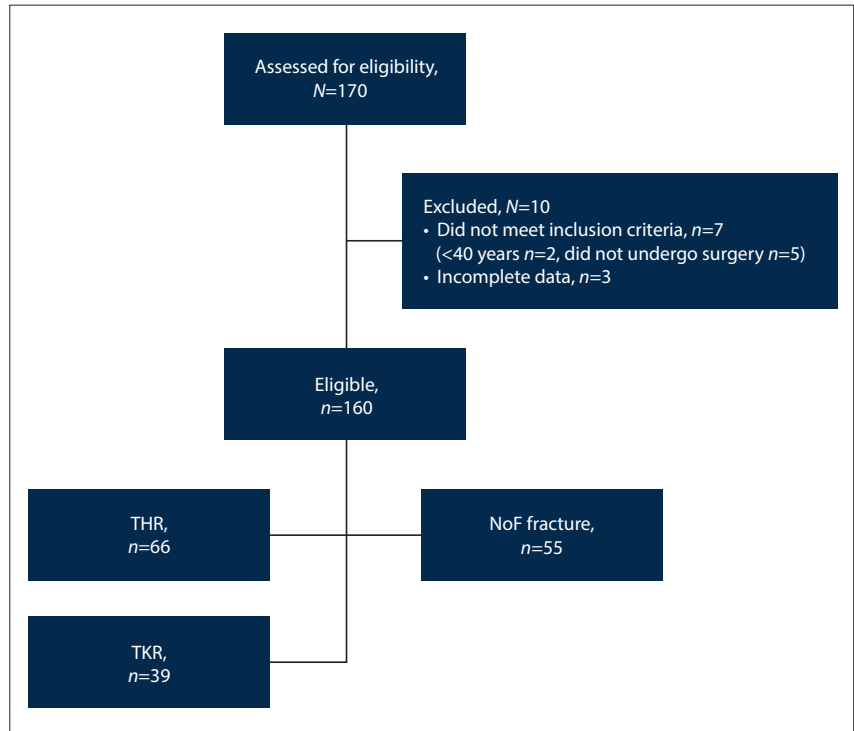 Assessed for eligibility,
N=170
Excluded, N=10
• Did not meet inclusion criteria, n=7
(<40 years n=2, did not undergo surgery n=5)
• Incomplete data, n=3
Eligible,
n=160
THR,
n=66
NoF fracture,
n=55
TKR,
n=39